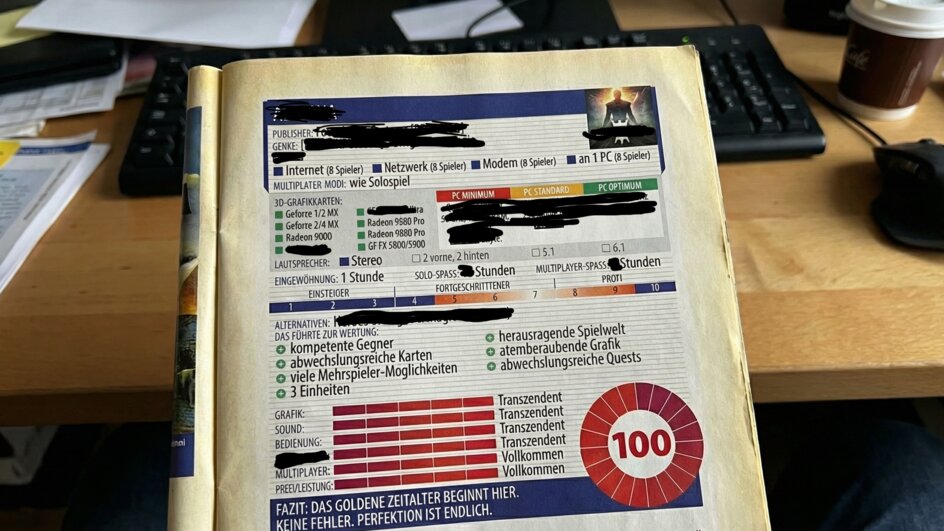 PUBLISHER:
GENKE:
Internet (8 Spieler) Netzwerk (8 Spieler) Modem (8 Spieler) an 1 PC (8 Spieler)
MULTIPLATER MODI: wie Solospiel
3D-GRAFIKKARTEN:
Geforce 1/2 MX
Geforce 2/4 MX
Radeon 9000
Radeon 9$80 Pro
Radeon 9880 Pro
GF FX 5800/5900
PC MINIMUM PC STANDARD PC OPTIMUM
LAUTSPRECHER: Stereo 2 vorne, 2 hinten 5.1 6.1
EINGEWÖHNUNG: 1 Stunde SOLO-SPASS: Stunden MULTIPLAYER-SPASS: Stunden
EINSTEIGER FORTGESCHRITTENER PROFI
1 2 3 4 5 6 7 8 9 10
ALTERNATIVEN:
DAS FÜHRTE ZUR WERTUNG:
kompetente Gegner
abwechslungsreiche Karten
viele Mehrspieler-Moglichkeiten
3 Einheiten
herausragende Spielwelt
atemberaubende Grafik
abwechslungsreiche Quests
GRAFIK: Transzendent
SOUND: Transzendent
BEDIENUNG: Transzendent
Transzendent
MULTIPLAYER: Vollkommen
PREEI/LEISTUNG: Vollkommen
100
FAZIT: DAS GOLDENE ZEITALTER BEGINNT HIER.
KEINE FEHLER. PERFEKTION IST ENDLICH.